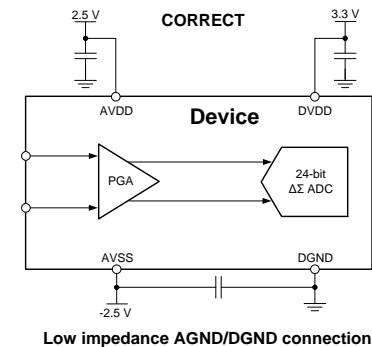 CORRECT
2.5 V
3.3 V
AVDD
DVDD
Device
PGA
24-bit
ΔΣ ADC
AVSS
DGND
-2.5 V
Low impedance AGND/DGND connection